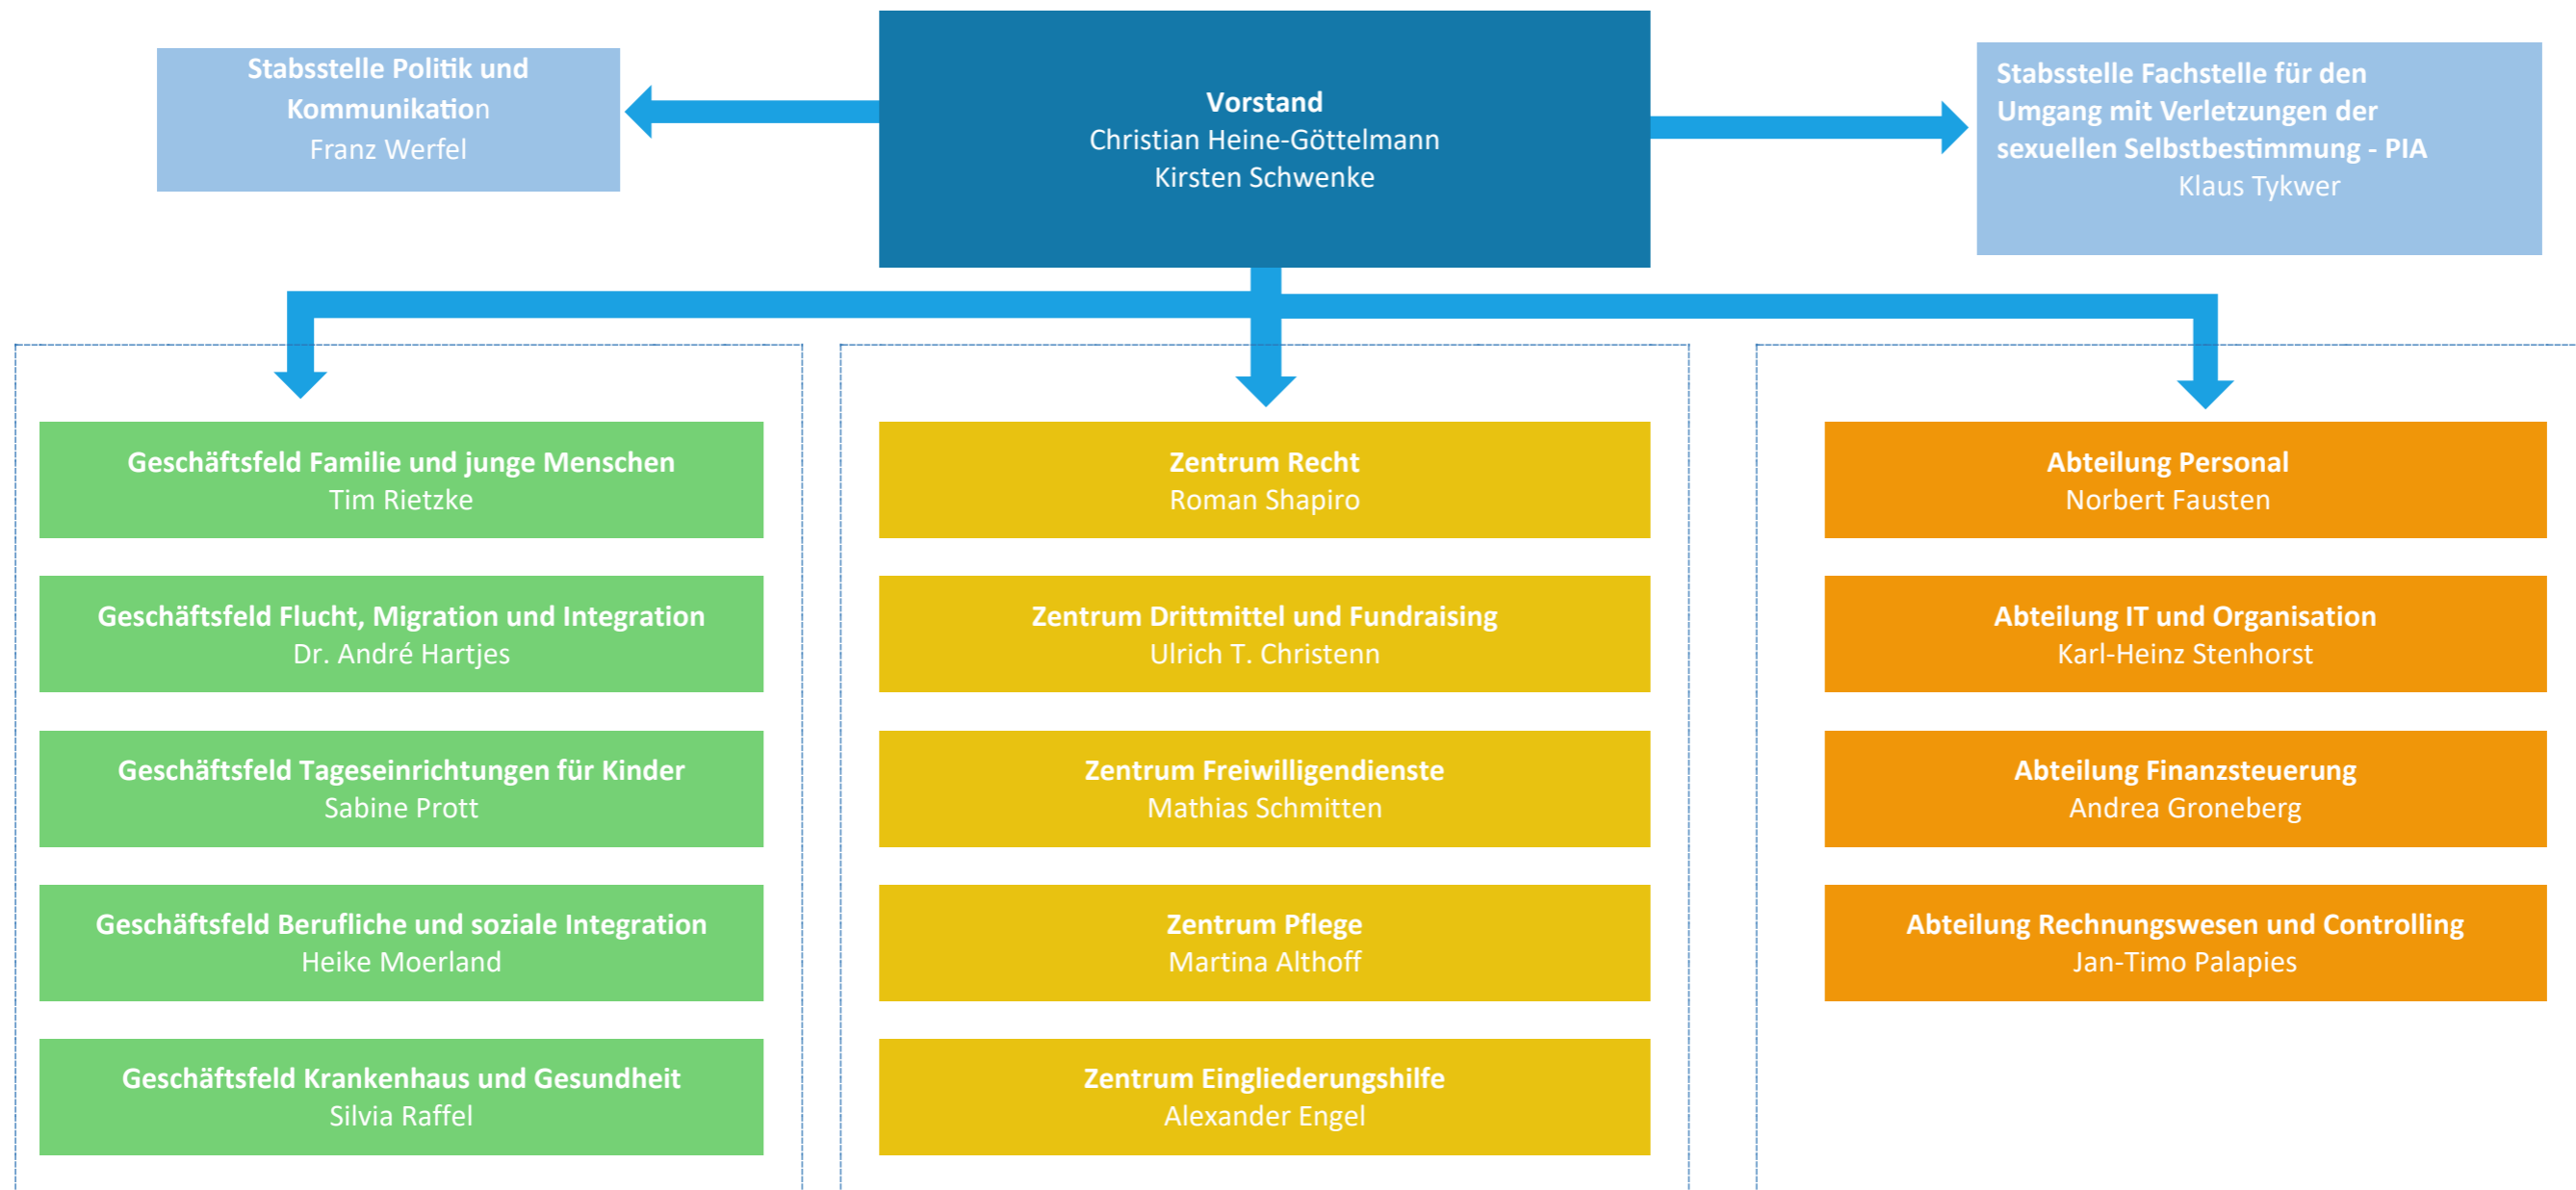 Stabsstelle Politik und
Kommunikation
Franz Werfel
Vorstand
Christian Heine-Göttelmann
Kirsten Schwenke
Stabsstelle Fachstelle für den
Umgang mit Verletzungen der
sexuellen Selbstbestimmung - PIA
Klaus Tykwer
Geschäftsfeld Familie und junge Menschen
Tim Rietzke
Geschäftsfeld Flucht, Migration und Integration
Dr. André Hartjes
Geschäftsfeld Tageseinrichtungen für Kinder
Sabine Prott
Geschäftsfeld Berufliche und soziale Integration
Heike Moerland
Geschäftsfeld Krankenhaus und Gesundheit
Silvia Raffel
Zentrum Recht
Roman Shapiro
Zentrum Drittmittel und Fundraising
Ulrich T. Christenn
Zentrum Freiwilligendienste
Mathias Schmitten
Zentrum Pflege
Martina Althoff
Zentrum Eingliederungshilfe
Alexander Engel
Abteilung Personal
Norbert Fausten
Abteilung IT und Organisation
Karl-Heinz Stenhorst
Abteilung Finanzsteuerung
Andrea Groneberg
Abteilung Rechnungswesen und Controlling
Jan-Timo Palapies